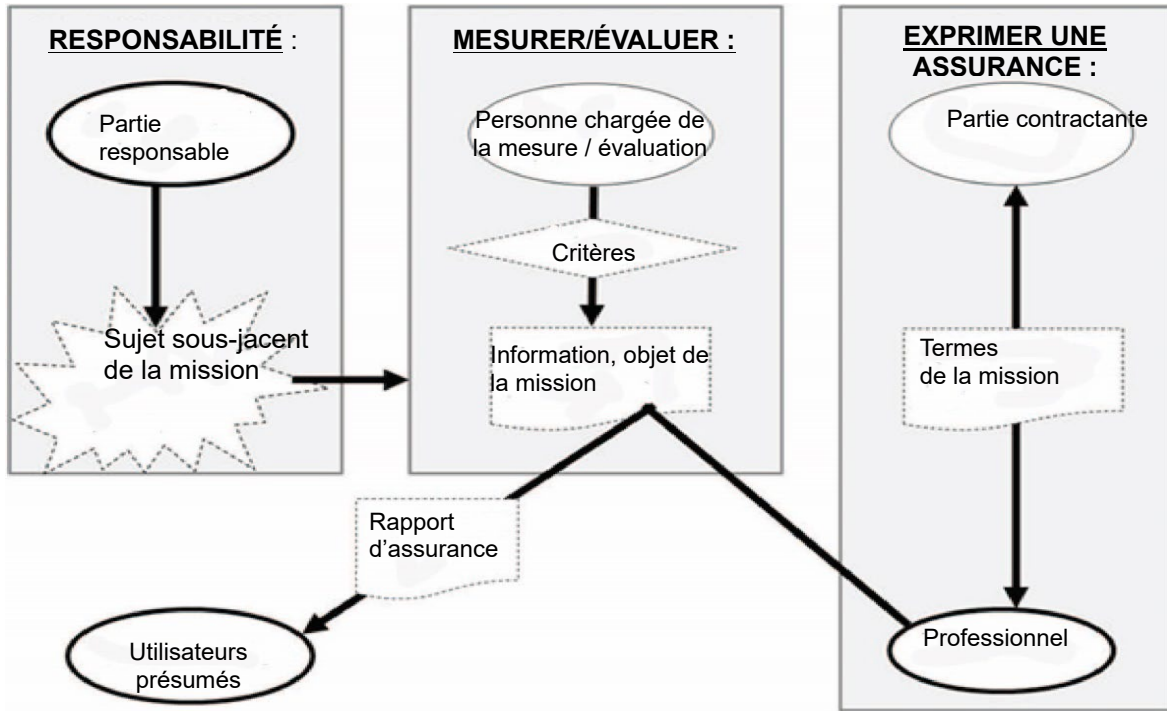 RESPONSABILITÉ :
Partie
responsable
Sujet sous-jacent
de la mission
MESURER/ÉVALUER :
Personne chargée de
la mesure / évaluation
Critères
Information, objet de
la mission
EXPRIMER UNE
ASSURANCE :
Partie contractante
Termes
de la mission
Professionnel
Rapport
d’assurance
Utilisateurs
présumés